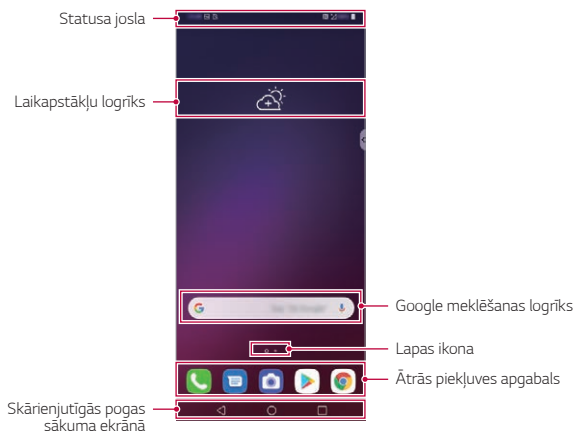 Statusa josla
Laikapstākļu logrīks
Google meklēšanas logrīks
Lapas ikona
Ātrās piekļuves apgabals
Skārienjutīgās pogas
sākuma ekrānā